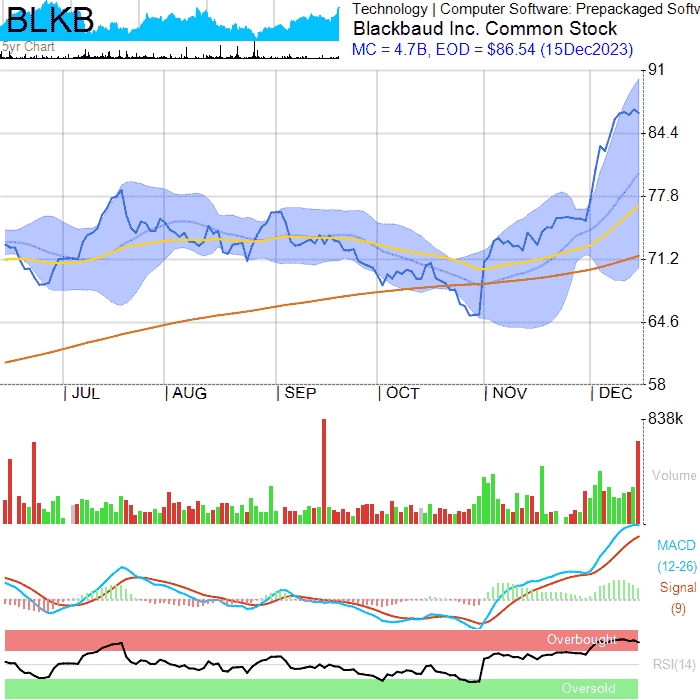 BLKB
5yr Chart
Technology | Computer Software: Prepackaged Softw
Blackbaud Inc. Common Stock
MC = 4.7B, EOD = $86.54 (15Dec2023)
91
84.4
77.8
71.2
64.6
58
JUL AUG SEP OCT NOV DEC
838k
Volume
MACD
(12-26)
Signal
(9)
Overbought
RSI(14)
Oversold